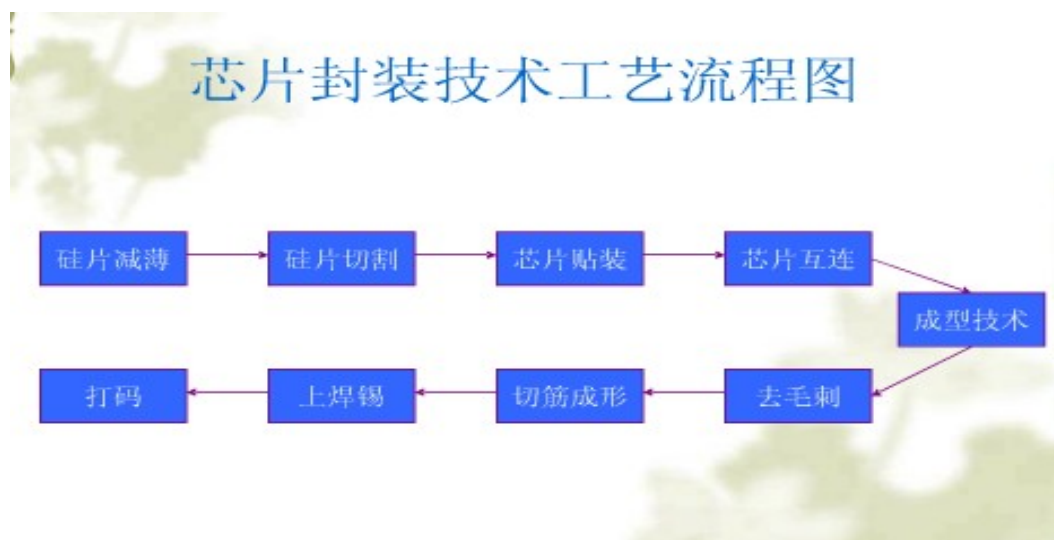 芯片封装技术工艺流程图
硅片减薄
硅片切割
芯片贴装
芯片互连
成型技术
去毛刺
切筋成形
上焊锡
打码